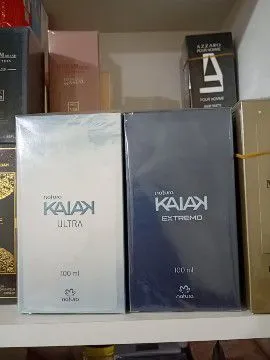 AZZARO
POUR HOMME
natura
KAIAK
ULTRA
100 ml
natura
natura
KAIAK
EXTREMO
100 ml
natura